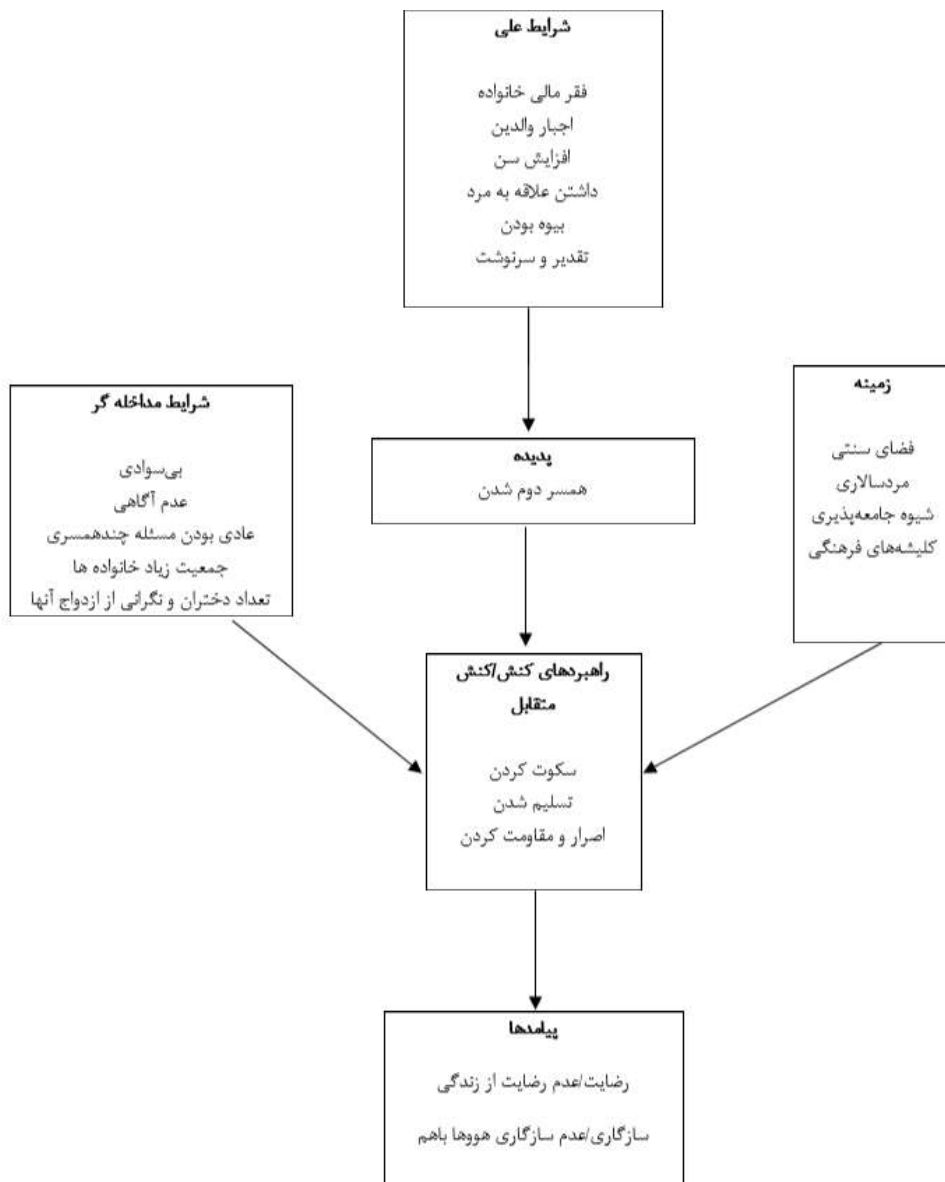 شرایط علی
فقر مالی خانواده
اجبار والدین
افزایش سن
داشتن علاقه به مرد
بیوه بودن
تقدیر و سرنوشت
زمینه
فضای سنتی
مردسالاری
شیوه جامعه‌پذیری
کلیشه‌های فرهنگی
شرایط مداخله گر
بی‌سوادی
عدم آگاهی
عادی بودن مسئله چندهمسری
جمعیت زیاد خانواده ها
تعداد دختران و نگرانی از ازدواج آنها
پدیده
همسر دوم شدن
راهبردهای کنش/کنش
متقابل
سکوت کردن
تسلیم شدن
اصرار و مقاومت کردن
پیامدها
رضایت/عدم رضایت از زندگی
سازگاری/عدم سازگاری هووها باهم